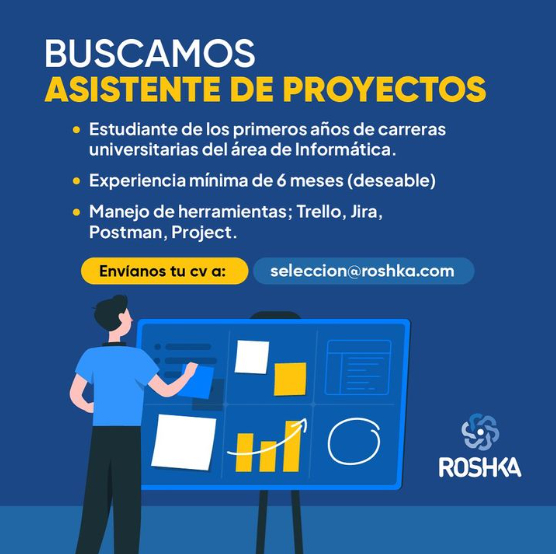 BUSCAMOS
ASISTENTE DE PROYECTOS
Estudiante de los primeros años de carreras
universitarias del área de Informática.
Experiencia mínima de 6 meses (deseable)
Manejo de herramientas; Trello, Jira,
Postman, Project.
Envíanos tu cv a: seleccion@roshka.com
ROSHKA